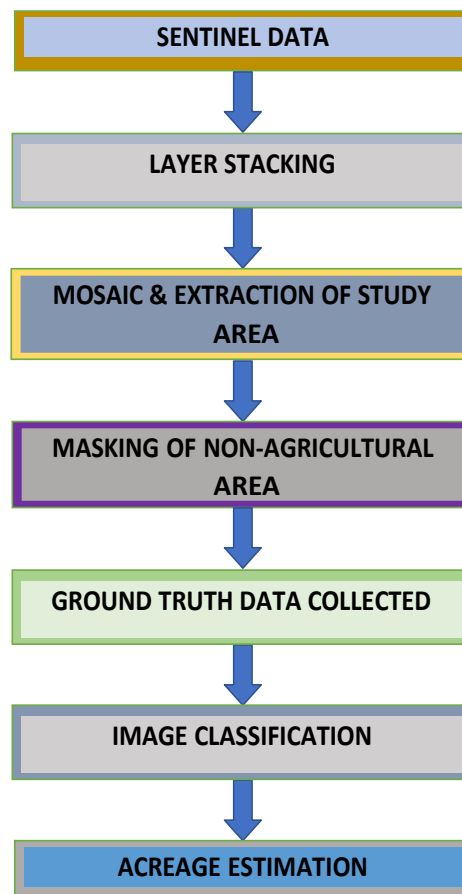 SENTINEL DATA
LAYER STACKING
MOSAIC & EXTRACTION OF STUDY
AREA
MASKING OF NON-AGRICULTURAL
AREA
GROUND TRUTH DATA COLLECTED
IMAGE CLASSIFICATION
ACREAGE ESTIMATION